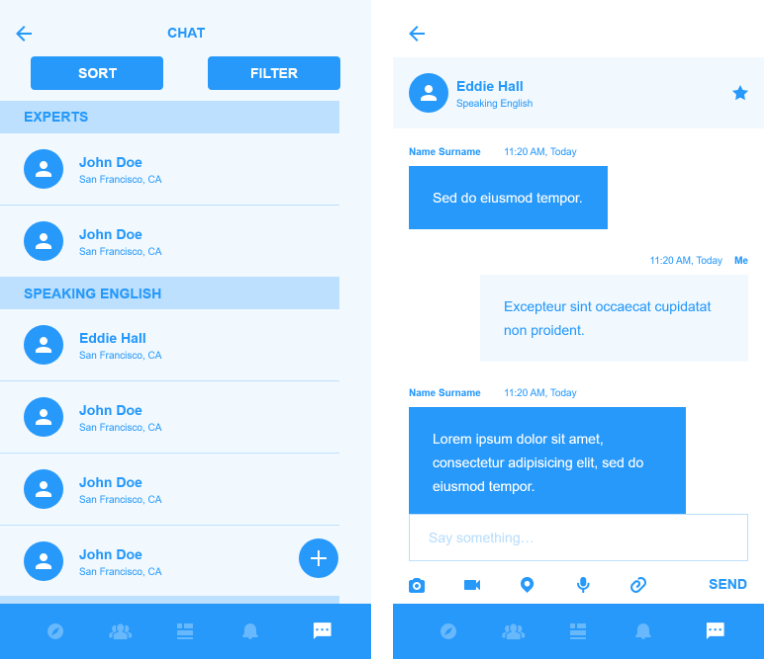 CHAT
SORT
FILTER
EXPERTS
John Doe
San Francisco, CA
John Doe
San Francisco, CA
SPEAKING ENGLISH
Eddie Hall
San Francisco, CA
John Doe
San Francisco, CA
John Doe
San Francisco, CA
John Doe
San Francisco, CA
Eddie Hall
Speaking English
Name Surname 11:20 AM, Today
Sed do eiusmod tempor.
11:20 AM, Today Me
Excepteur sint occaecat cupidatat
non proident.
Name Surname 11:20 AM, Today
Lorem ipsum dolor sit amet,
consectetur adipisicing elit, sed do
eiusmod tempor.
Say something...
SEND